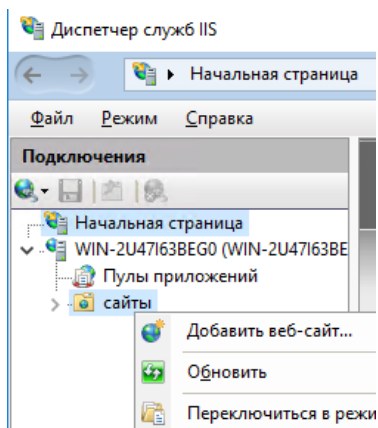 Диспетчер служб IIS
Начальная страница
Файл Режим Справка
Подключения
Начальная страница
WIN-2U47I63BEG0 (WIN-2U47I63BE
Пулы приложений
сайты
Добавить веб-сайт...
Обновить
Переключиться в режи